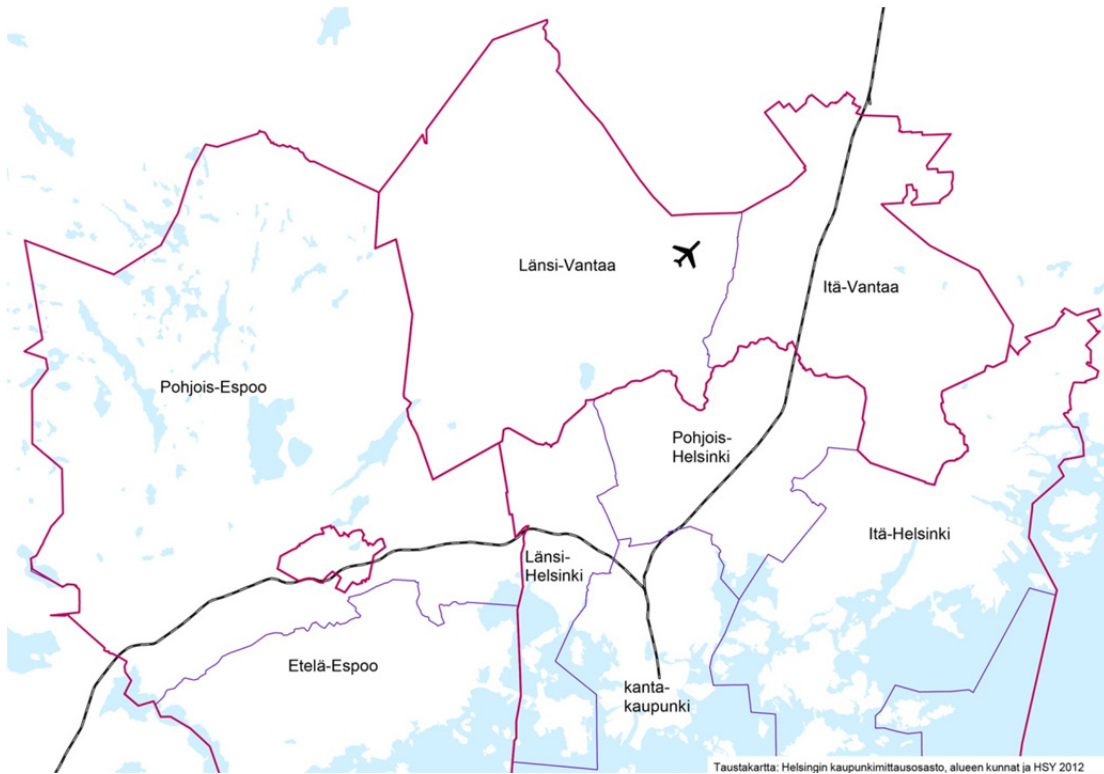 Länsi-Vantaa
Itä-Vantaa
Pohjois-Espoo
Pohjois-
Helsinki
Itä-Helsinki
Länsi-
Helsinki
Etelä-Espoo
kanta-
kaupunki
Taustakartta: Helsingin kaupunkimittausosasto, alueen kunnat ja HSY 2012